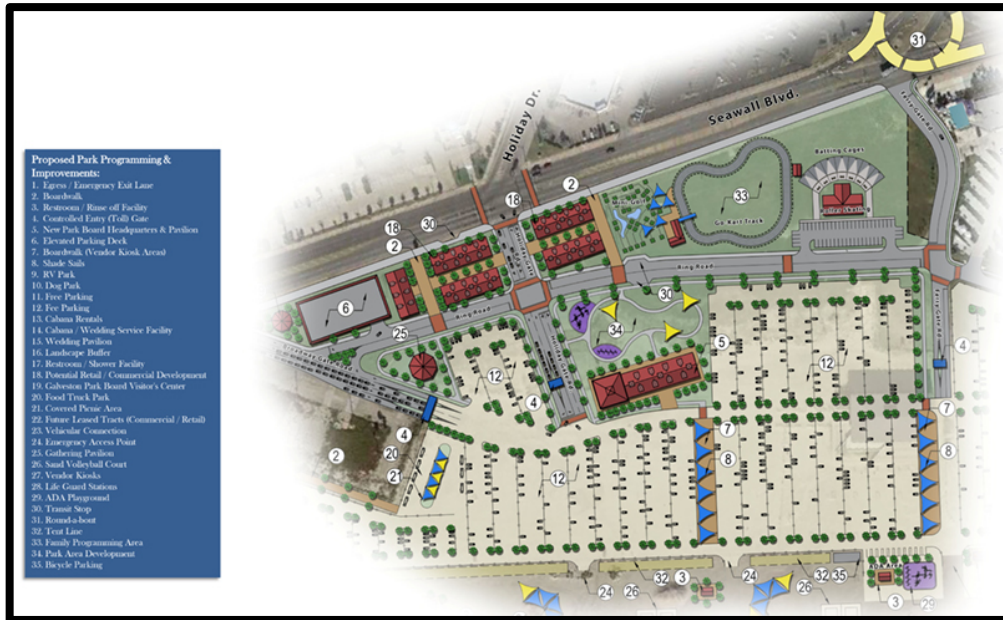 Proposed Park Programming &
Improvements:
1. Egress / Emergency Exit Lane
2. Boardwalk
3. Restroom / Rinse off Facility
4. Controlled Entry (Toll) Gate
5. New Park Board Headquarters & Pavilion
6. Elevated Parking Deck
7. Boardwalk (Vendor Kiosk Areas)
8. Shade Sails
9. RV Park
10. Dog Park
11. Free Parking
12. Fee Parking
13. Cabana Rentals
14. Cabana / Wedding Service Facility
15. Wedding Pavilion
16. Landscape Buffer
17. Restroom / Shower Facility
18. Potential Retail / Commercial Development
19. Galveston Park Board Visitor's Center
20. Food Truck Park
21. Covered Picnic Area
22. Future Leased Tracts (Commercial / Retail)
23. Vehicular Connection
24. Emergency Access Point
25. Gathering Pavilion
26. Sand Volleyball Court
27. Vendor Kiosks
28. Life Guard Stations
29. ADA Playground
30. Transit Stop
31. Round-a-bout
32. Tent Line
33. Family Programming Area
34. Park Area Development
35. Bicycle Parking
31
Seawall Blvd.
Holiday Dr.
Batting Cages
2
18
30
18
2
Mini Golf
33
Go Kart Track
Roller Skating
Ring Road
30
6
Ring Road
25
34
5
12
4
12
4
4
7
7
20
8
8
2
21
12
24
32
3
24
32
35
ADA Area
24
26
26
3
29